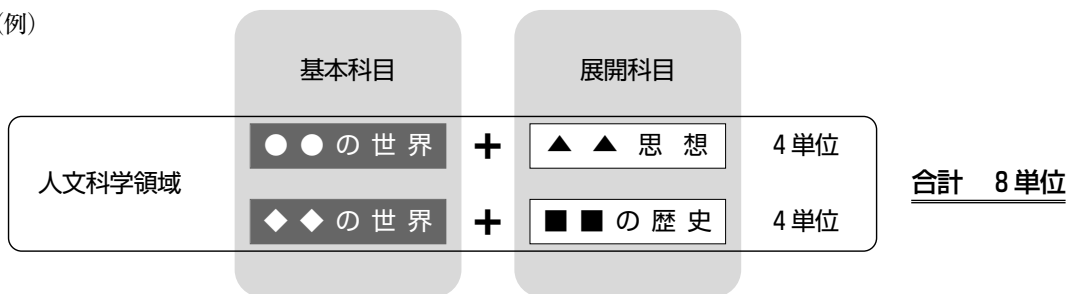 (例)
基本科目 展開科目
●●の世界 + ▲▲思想 4単位
人文科学領域 合計 8単位
◆◆の世界 + ■■の歴史 4単位